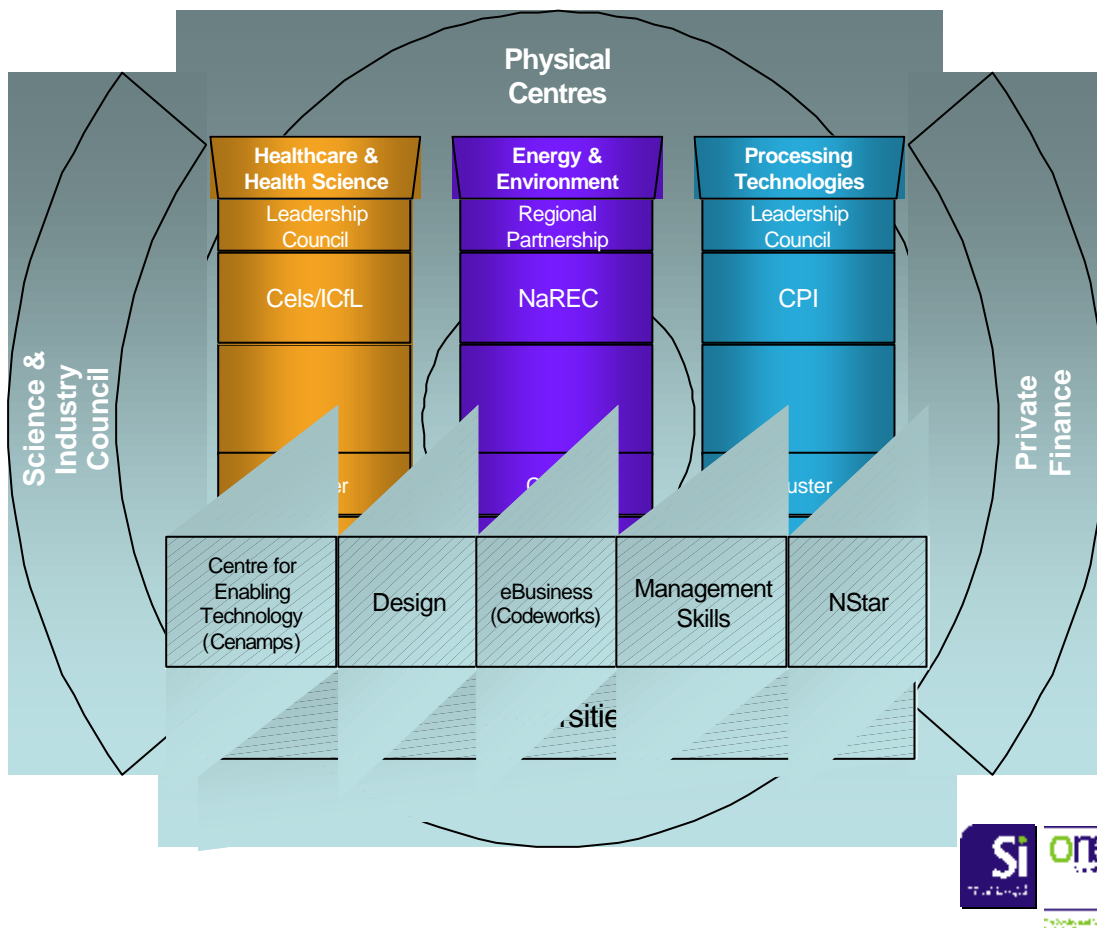 Physical
Centres
Healthcare &
Health Science
Energy &
Environment
Processing
Technologies
Leadership
Council
Regional
Partnership
Leadership
Council
Cels/ICfL
NaREC
CPI
Science &
Industry
Council
Private
Finance
Centre for
Enabling
Technology
(Cenamps)
Design
eBusiness
(Codeworks)
Management
Skills
NStar
Si